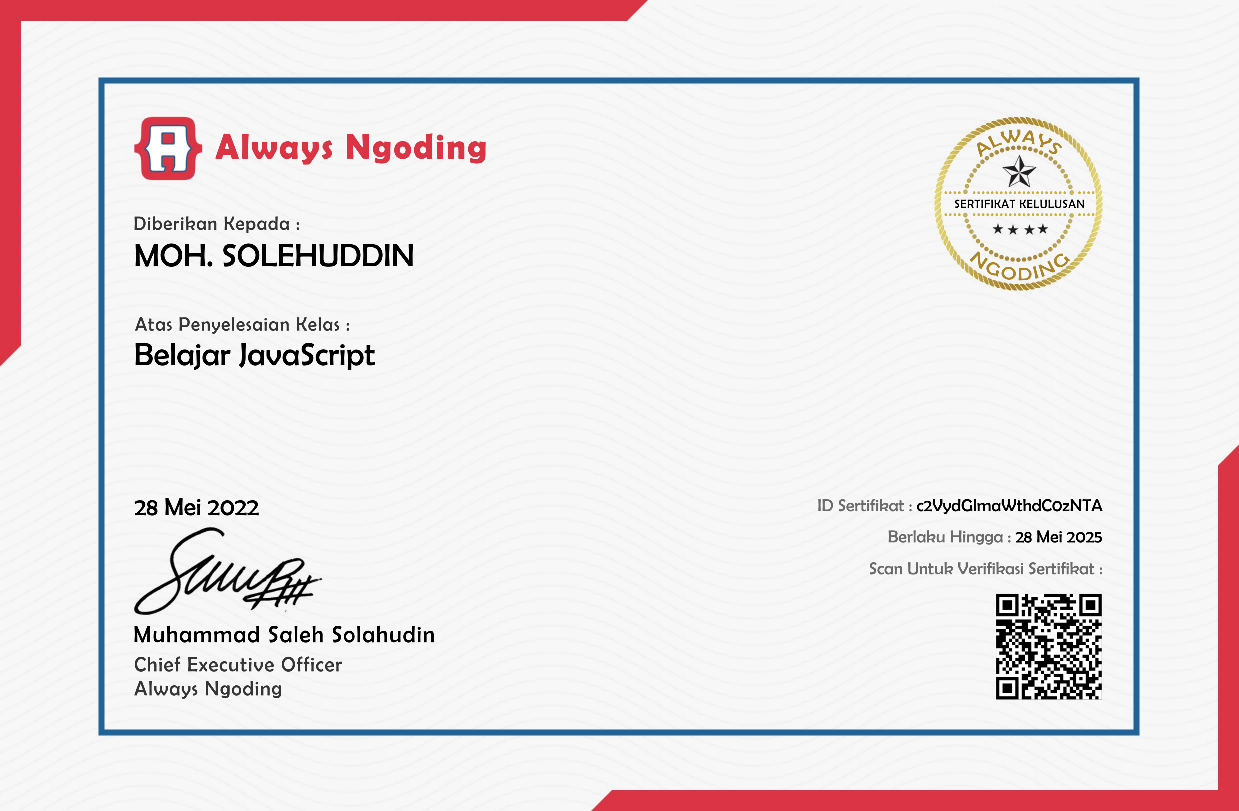 Always Ngoding
ALWAYS
SERTIFIKAT KELULUSAN
NGODING
Diberikan Kepada :
MOH. SOLEHUDDIN
Atas Penyelesaian Kelas :
Belajar JavaScript
28 Mei 2022
Muhammad Saleh Solahudin
Chief Executive Officer
Always Ngoding
ID Sertifikat : c2VydGlmaWthdC0zNTA
Berlaku Hingga : 28 Mei 2025
Scan Untuk Verifikasi Sertifikat :